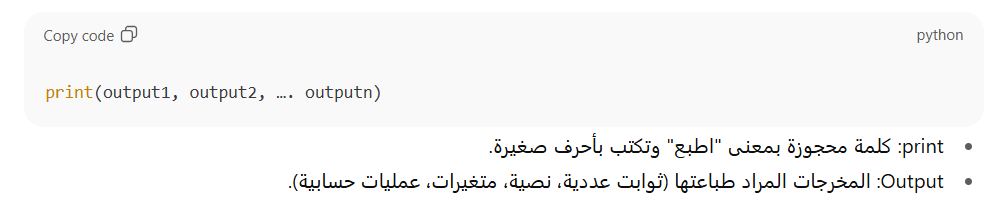 Copy code
python
print(output1, output2, …. outputn)
print: كلمة محجوزة بمعنى "اطبع" وتكتب بأحرف صغيرة.
Output: المخرجات المراد طباعتها (ثوابت عددية، نصية، متغيرات، عمليات حسابية).